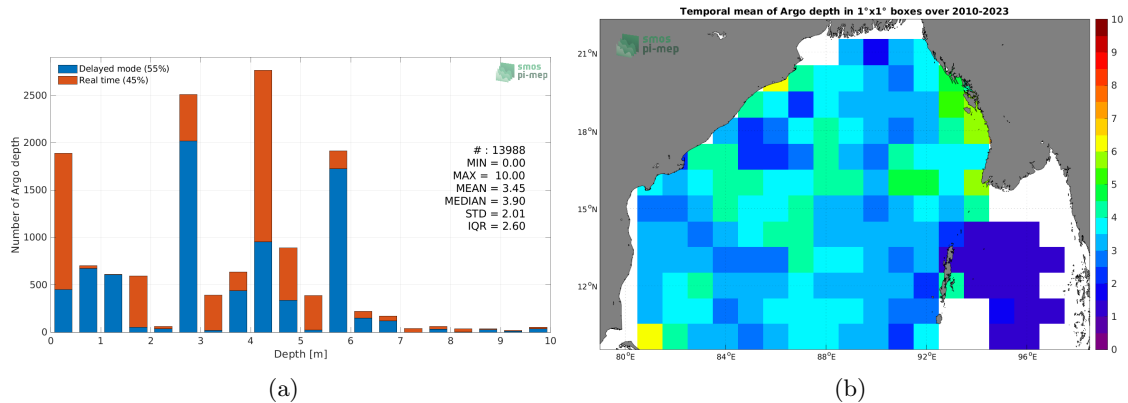 Delayed mode (55%)
Real time (45%)
smos
pi-mep
# : 13988
MIN = 0.00
MAX = 10.00
MEAN = 3.45
MEDIAN = 3.90
STD = 2.01
IQR = 2.60
Number of Argo depth
2500
2000
1500
1000
500
0
0 1 2 3 4 5 6 7 8 9 10
Depth [m]
(a)
Temporal mean of Argo depth in 1°x1° boxes over 2010-2023
smos
pi-mep
21°N
18°N
15°N
12°N
80°E 84°E 88°E 92°E 96°E
10
9
8
7
6
5
4
3
2
1
0
(b)